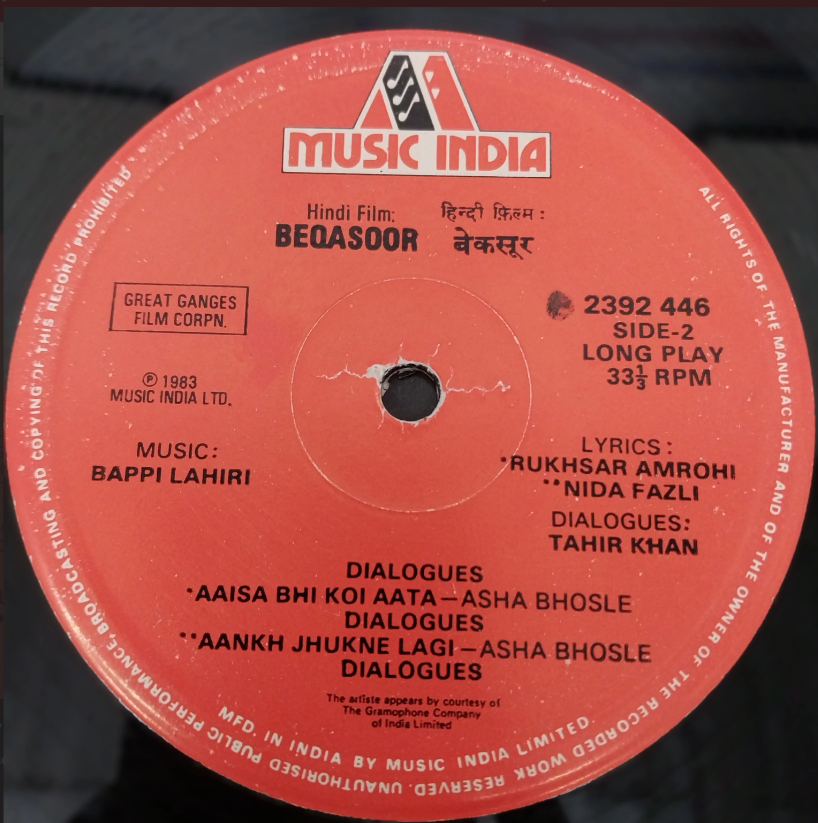 MUSIC INDIA
Hindi Film:
BEQASOOR
हिन्दी फ़िल्म :
बेकसूर
GREAT GANGES
FILM CORPN.
℗ 1983
MUSIC INDIA LTD.
2392 446
SIDE-2
LONG PLAY
33⅓ RPM
MUSIC:
BAPPI LAHIRI
LYRICS:
*RUKHSAR AMROHI
**NIDA FAZLI
DIALOGUES:
TAHIR KHAN
DIALOGUES
*AAISA BHI KOI AATA—ASHA BHOSLE
DIALOGUES
**AANKH JHUKNE LAGI—ASHA BHOSLE
DIALOGUES
The artiste appears by courtesy of
The Gramophone Company
of India Limited
MFD. IN INDIA BY MUSIC INDIA LIMITED.
ALL RIGHTS OF THE MANUFACTURER AND OF THE OWNER OF THE RECORDED WORK RESERVED. UNAUTHORISED PUBLIC PERFORMANCE, BROADCASTING AND COPYING OF THIS RECORD PROHIBITED